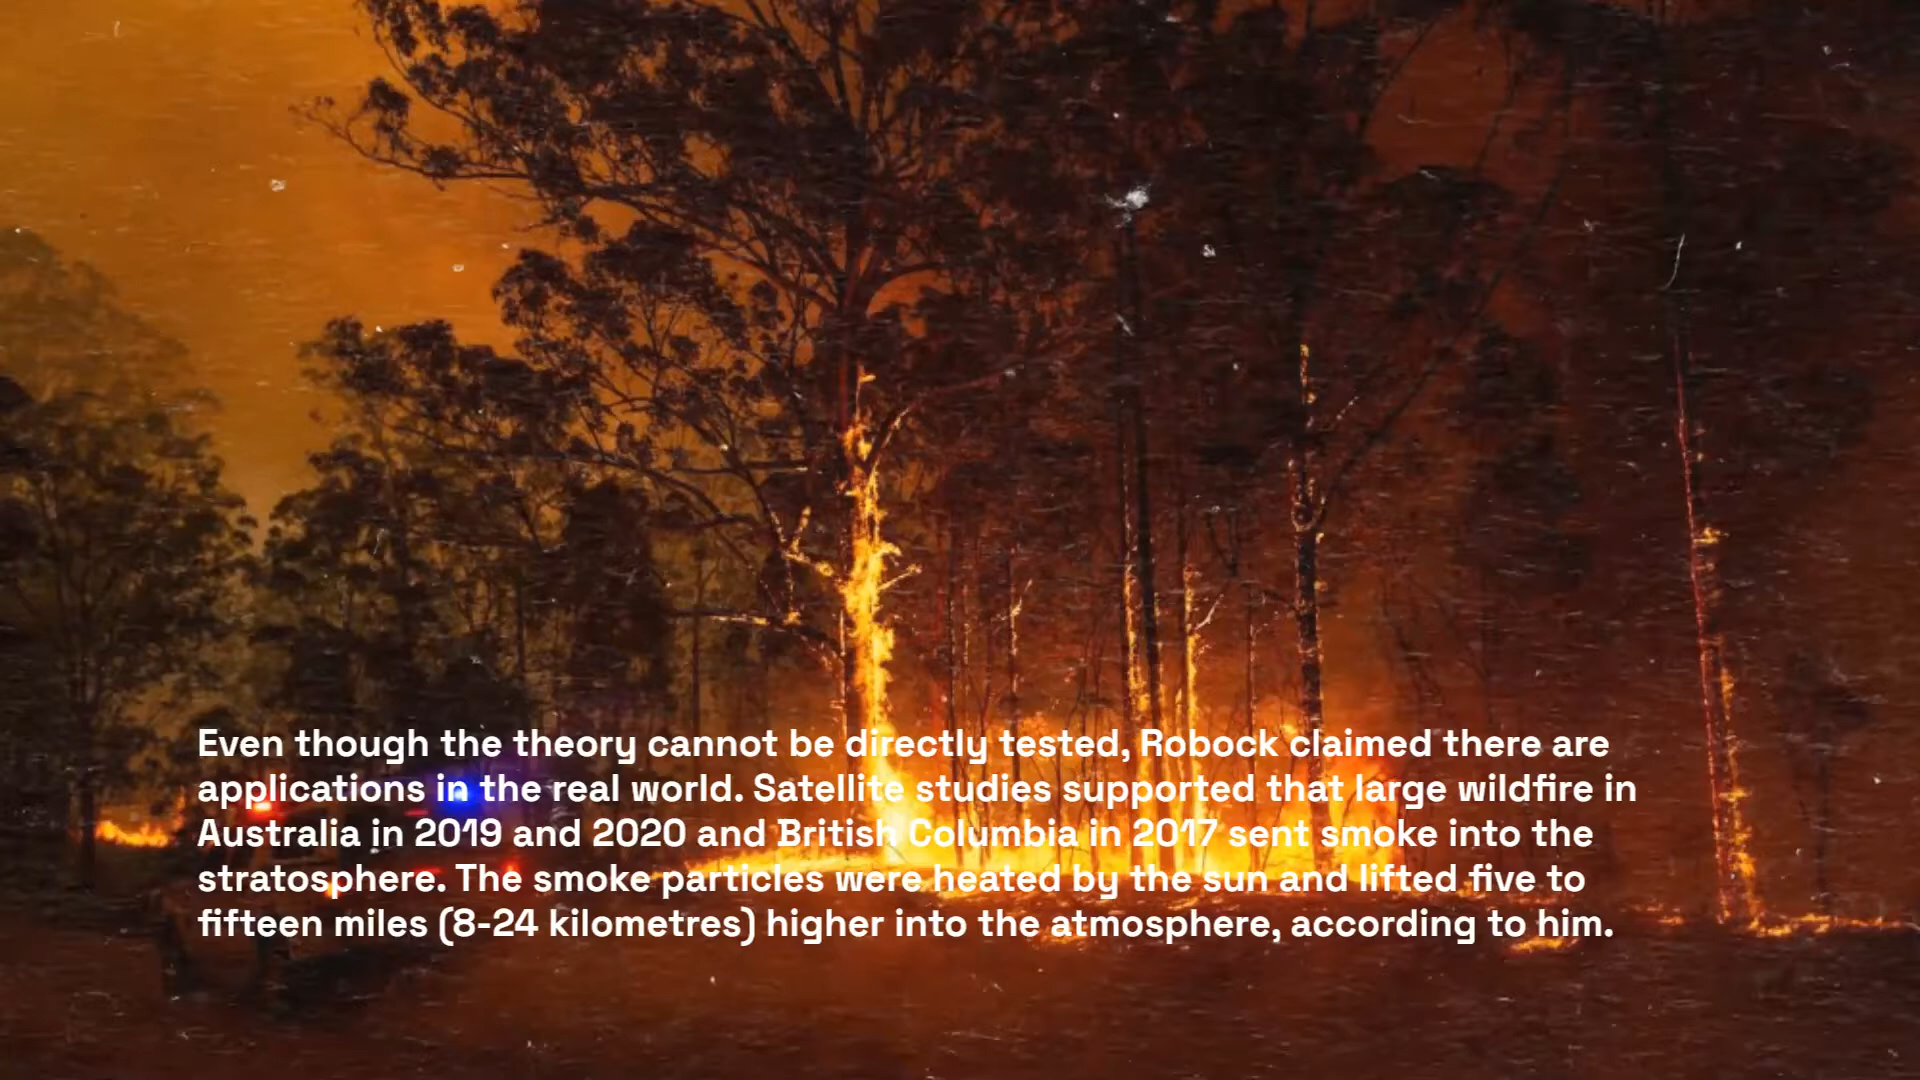 Even though the theory cannot be directly tested, Robock claimed there are
applications in the real world. Satellite studies supported that large wildfire in
Australia in 2019 and 2020 and British Columbia in 2017 sent smoke into the
stratosphere. The smoke particles were heated by the sun and lifted five to
fifteen miles (8-24 kilometres) higher into the atmosphere, according to him.